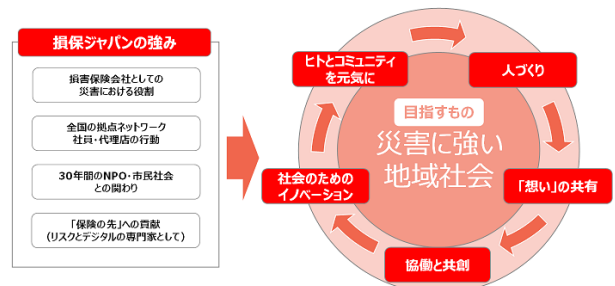 損保ジャパンの強み
損害保険会社としての
災害における役割
全国の拠点ネットワーク
社員・代理店の行動
30年間のNPO・市民社会
との関わり
「保険の先」への貢献
(リスクとデジタルの専門家として)
ヒトとコミュニティ
を元気に
人づくり
目指すもの
災害に強い
地域社会
社会のための
イノベーション
「想い」の共有
協働と共創